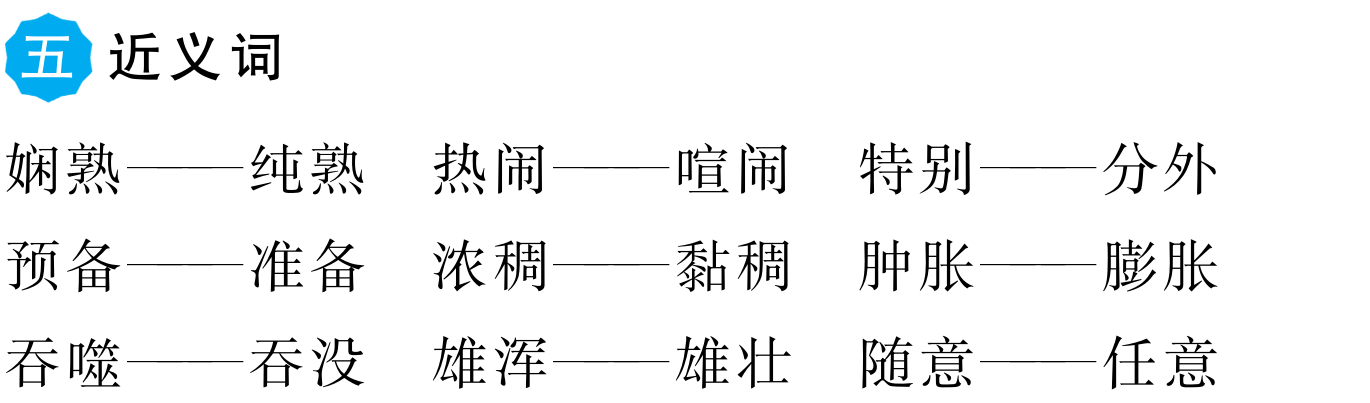 五 近义词
娴熟——纯熟 热闹——喧闹 特别——分外
预备——准备 浓稠——黏稠 肿胀——膨胀
吞噬——吞没 雄浑——雄壮 随意——任意